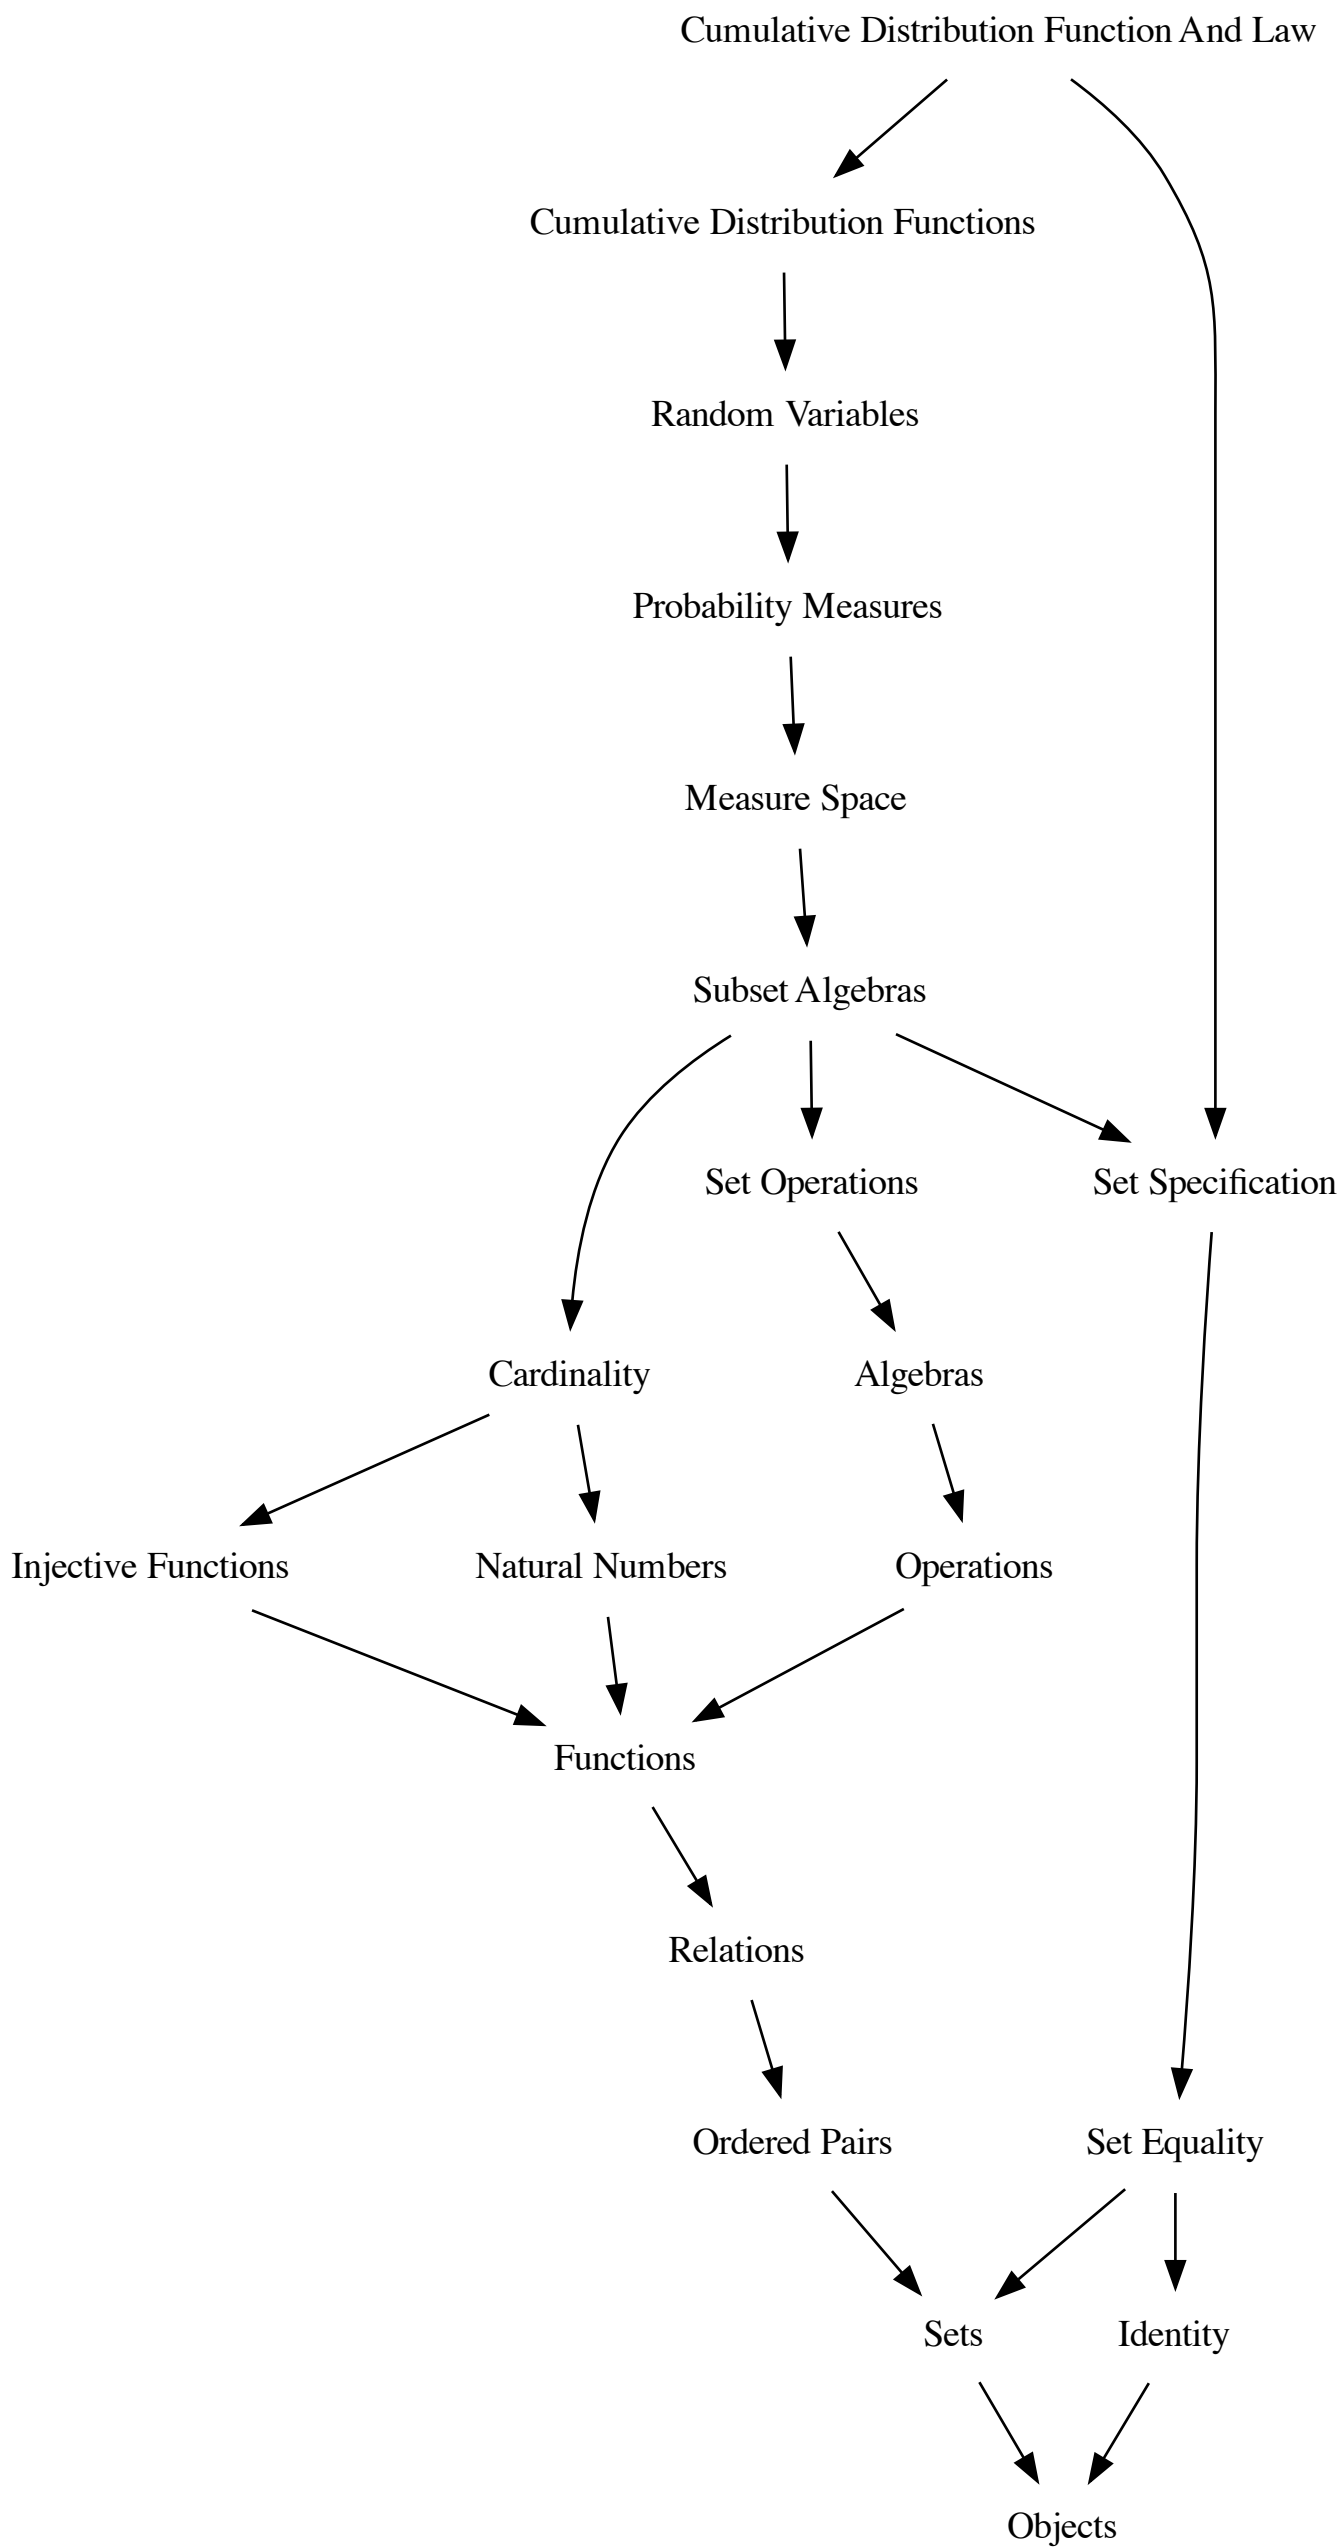 Cumulative Distribution Function And Law
Cumulative Distribution Functions
Random Variables
Probability Measures
Measure Space
Subset Algebras
Set Operations
Set Specification
Cardinality
Algebras
Injective Functions
Natural Numbers
Operations
Functions
Relations
Ordered Pairs
Set Equality
Sets
Identity
Objects